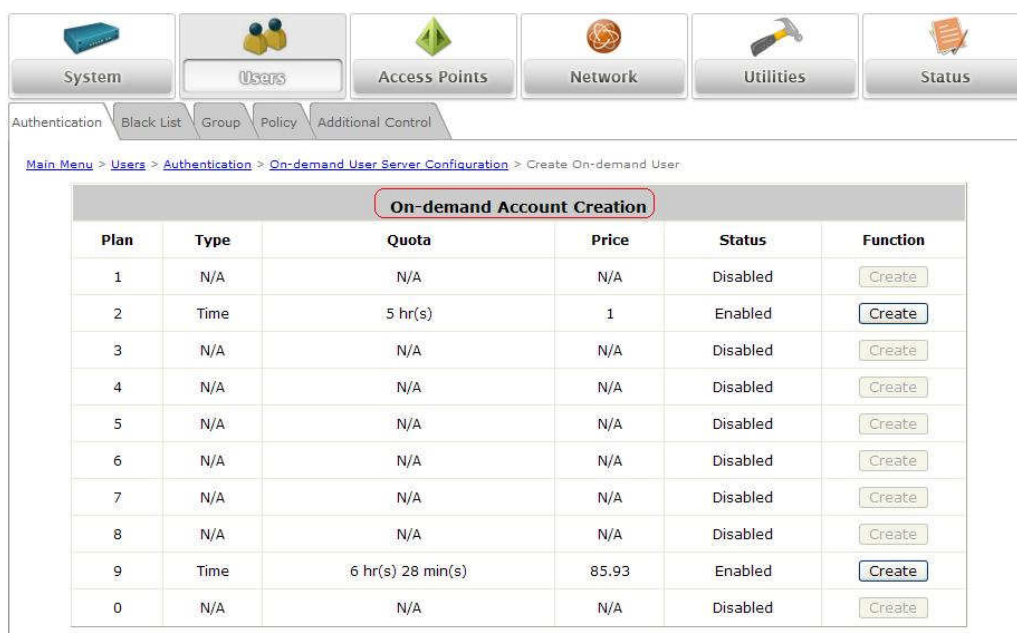 System Users Access Points Network Utilities Status
Authentication Black List Group Policy Additional Control
Main Menu > Users > Authentication > On-demand User Server Configuration > Create On-demand User
On-demand Account Creation
Plan Type Quota Price Status Function
1 N/A N/A N/A Disabled Create
2 Time 5 hr(s) 1 Enabled Create
3 N/A N/A N/A Disabled Create
4 N/A N/A N/A Disabled Create
5 N/A N/A N/A Disabled Create
6 N/A N/A N/A Disabled Create
7 N/A N/A N/A Disabled Create
8 N/A N/A N/A Disabled Create
9 Time 6 hr(s) 28 min(s) 85.93 Enabled Create
0 N/A N/A N/A Disabled Create